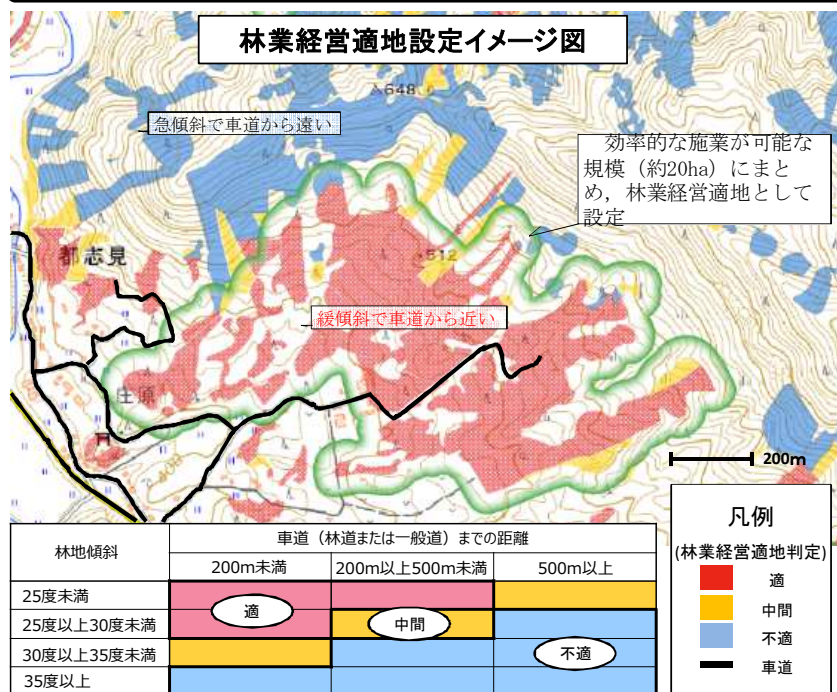 林業経営適地設定イメージ図
648
急傾斜で車道から遠い
効率的な施業が可能な
規模（約20ha）にまと
め，林業経営適地として
設定
都志見
512
緩傾斜で車道から近い
庄原
200m
林地傾斜
車道（林道または一般道）までの距離
200m未満
200m以上500m未満
500m以上
25度未満
25度以上30度未満
30度以上35度未満
35度以上
適
中間
不適
凡例
(林業経営適地判定)
適
中間
不適
車道